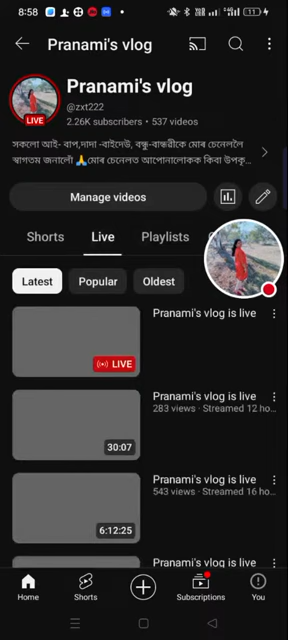 8:58
11
Pranami's vlog
LIVE
Pranami's vlog
@zxt222
2.26K subscribers • 537 videos
সকলো আই- বাপ,দাদা -বাইদেউ, বন্ধু-বান্ধৱীকে মোৰ চেনেললৈ
স্বাগতম জনালোঁ 🙏মোৰ চেনেলত আপোনালোক কিবা উপকৃ...
Manage videos
Shorts Live Playlists
Latest Popular Oldest
Pranami's vlog is live
LIVE
Pranami's vlog is live
283 views · Streamed 12 ho...
30:07
Pranami's vlog is live
543 views · Streamed 16 ho...
6:12:25
Pranami's vlog is live
Home Shorts Subscriptions You